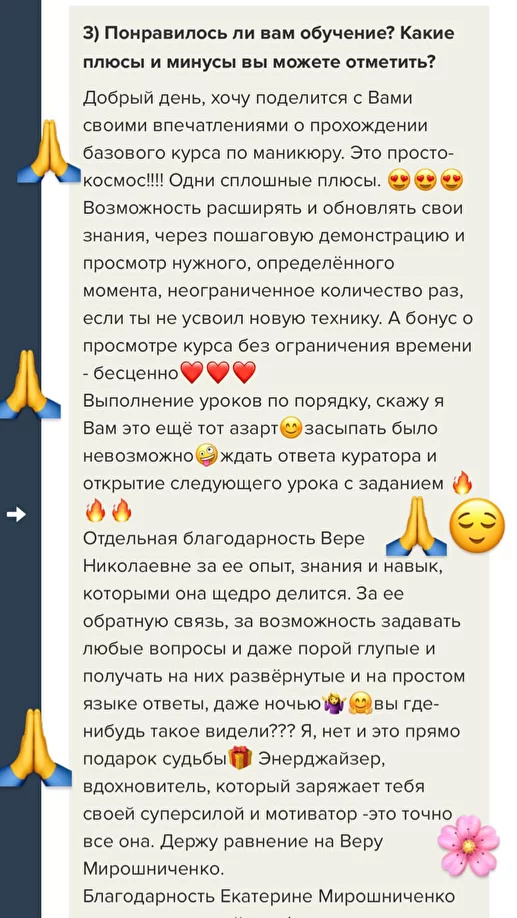 3) Понравилось ли вам обучение? Какие
плюсы и минусы вы можете отметить?
Добрый день, хочу поделится с Вами
своими впечатлениями о прохождении
базового курса по маникюру. Это просто-
космос!!!! Одни сплошные плюсы. 😍😍😍
Возможность расширять и обновлять свои
знания, через пошаговую демонстрацию и
просмотр нужного, определённого
момента, неограниченное количество раз,
если ты не усвоил новую технику. А бонус о
просмотре курса без ограничения времени
- бесценно❤️❤️❤️
Выполнение уроков по порядку, скажу я
Вам это ещё тот азарт😊засыпать было
невозможно🤪ждать ответа куратора и
открытие следующего урока с заданием 🔥
🔥🔥
Отдельная благодарность Вере
Николаевне за ее опыт, знания и навык,
которыми она щедро делится. За ее
обратную связь, за возможность задавать
любые вопросы и даже порой глупые и
получать на них развёрнутые и на простом
языке ответы, даже ночью🤷‍♀️🤗вы где-
нибудь такое видели??? Я, нет и это прямо
подарок судьбы🎁 Энерджайзер,
вдохновитель, который заряжает тебя
своей суперсилой и мотиватор -это точно
все она. Держу равнение на Веру
Мирошниченко.
Благодарность Екатерине Мирошниченко